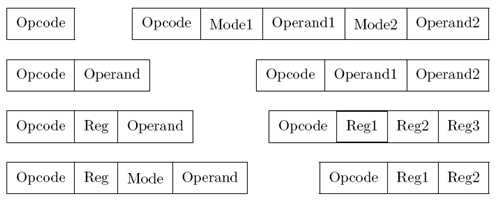 Opcode Opcode Mode1 Operand1 Mode2 Operand2
Opcode Operand Opcode Operand1 Operand2
Opcode Reg Operand Opcode Reg1 Reg2 Reg3
Opcode Reg Mode Operand Opcode Reg1 Reg2